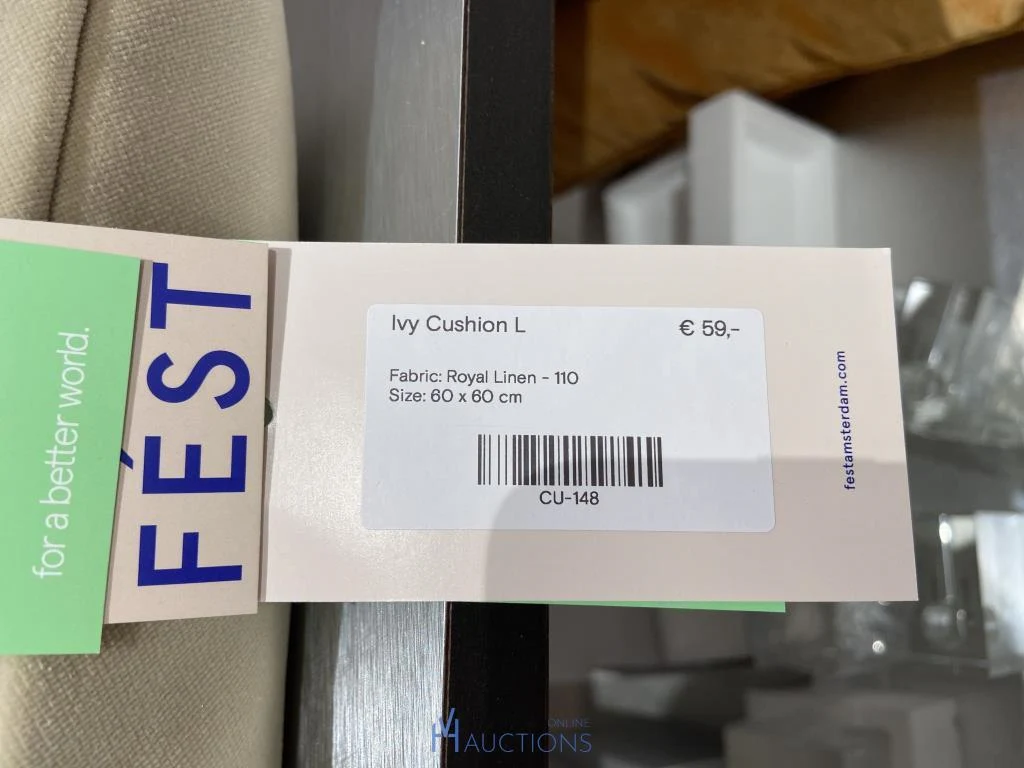 for a better world.
FÉST
Ivy Cushion L
€ 59,-
Fabric: Royal Linen - 110
Size: 60 x 60 cm
CU-148
festamsterdam.com
ONLINE
AUCTIONS